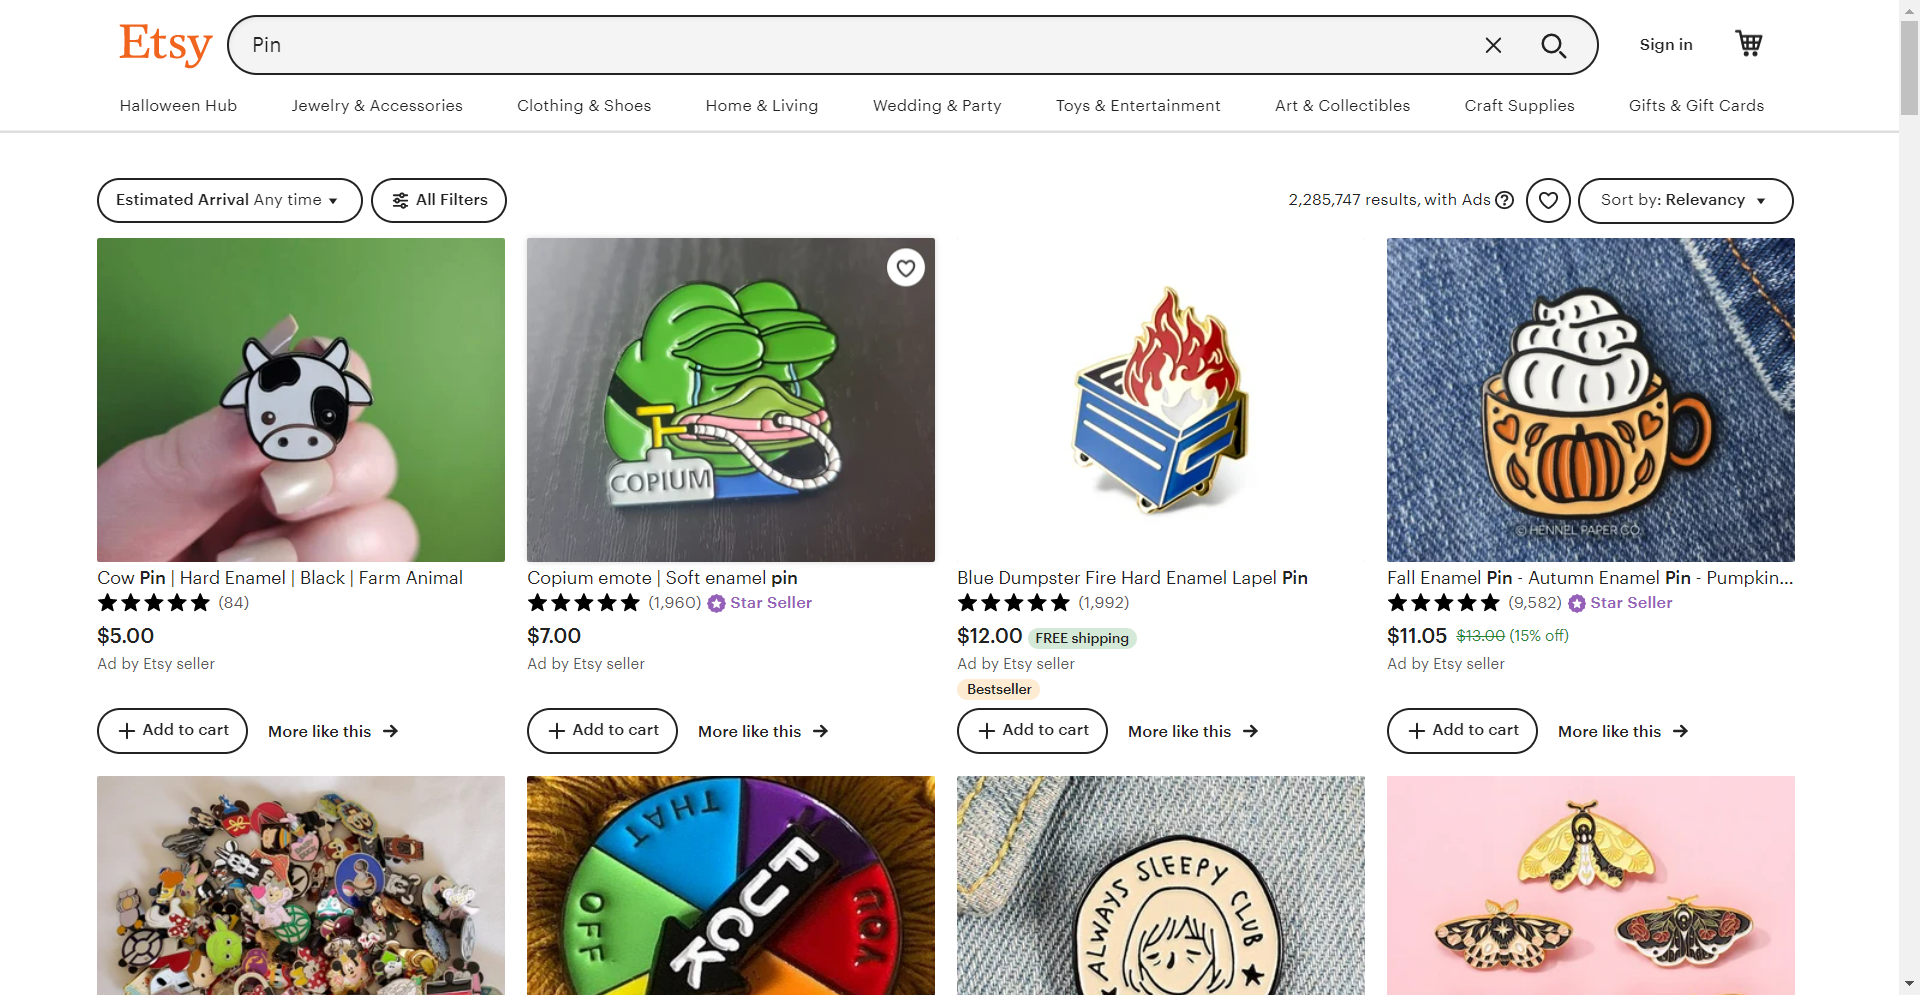 Etsy
Pin
Sign in
Halloween Hub
Jewelry & Accessories
Clothing & Shoes
Home & Living
Wedding & Party
Toys & Entertainment
Art & Collectibles
Craft Supplies
Gifts & Gift Cards
Estimated Arrival Any time
All Filters
2,285,747 results, with Ads
Sort by: Relevancy
COPIUM
© HENNEL PAPER CO.
Cow Pin | Hard Enamel | Black | Farm Animal
(84)
$5.00
Ad by Etsy seller
Add to cart
More like this
Copium emote | Soft enamel pin
(1,960)
Star Seller
$7.00
Ad by Etsy seller
Add to cart
More like this
Blue Dumpster Fire Hard Enamel Lapel Pin
(1,992)
$12.00 FREE shipping
Ad by Etsy seller
Bestseller
Add to cart
More like this
Fall Enamel Pin - Autumn Enamel Pin - Pumpkin...
(9,582)
Star Seller
$11.05 $13.00 (15% off)
Ad by Etsy seller
Add to cart
More like this
THAT
OFF
FUCK
YOU
ALWAYS SLEEPY CLUB